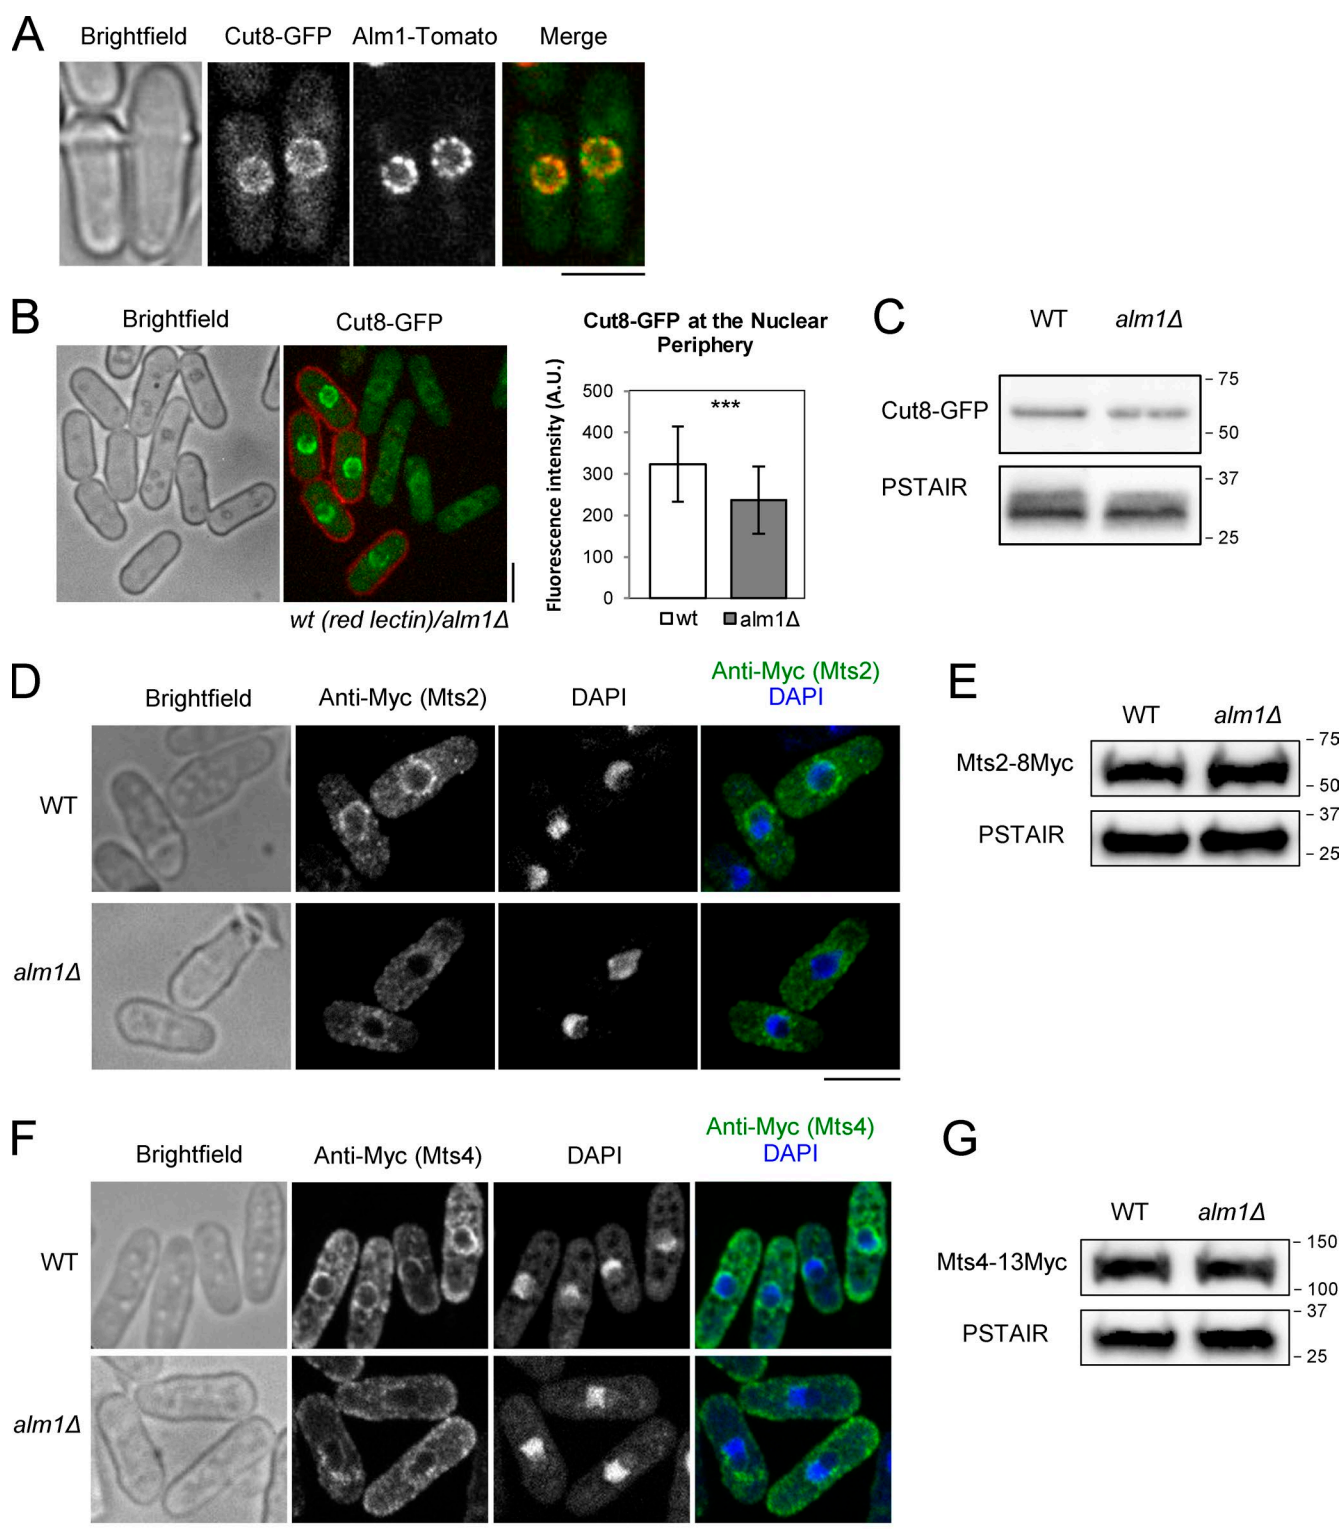 A
Brightfield Cut8-GFP Alm1-Tomato Merge
B
Brightfield Cut8-GFP
wt (red lectin)/alm1Δ
Cut8-GFP at the Nuclear
Periphery
Fluorescence intensity (A.U.)
500
400
300
200
100
0
***
wt alm1Δ
C
WT alm1Δ
Cut8-GFP
75
50
PSTAIR
37
25
D
Brightfield Anti-Myc (Mts2) DAPI
Anti-Myc (Mts2)
DAPI
WT
alm1Δ
E
WT alm1Δ
Mts2-8Myc
75
50
PSTAIR
37
25
F
Brightfield Anti-Myc (Mts4) DAPI
Anti-Myc (Mts4)
DAPI
WT
alm1Δ
G
WT alm1Δ
Mts4-13Myc
150
100
PSTAIR
37
25